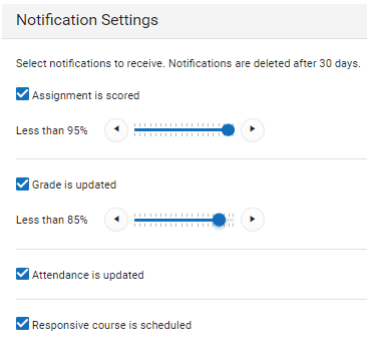 Notification Settings
Select notifications to receive. Notifications are deleted after 30 days.
Assignment is scored
Less than 95%
Grade is updated
Less than 85%
Attendance is updated
Responsive course is scheduled